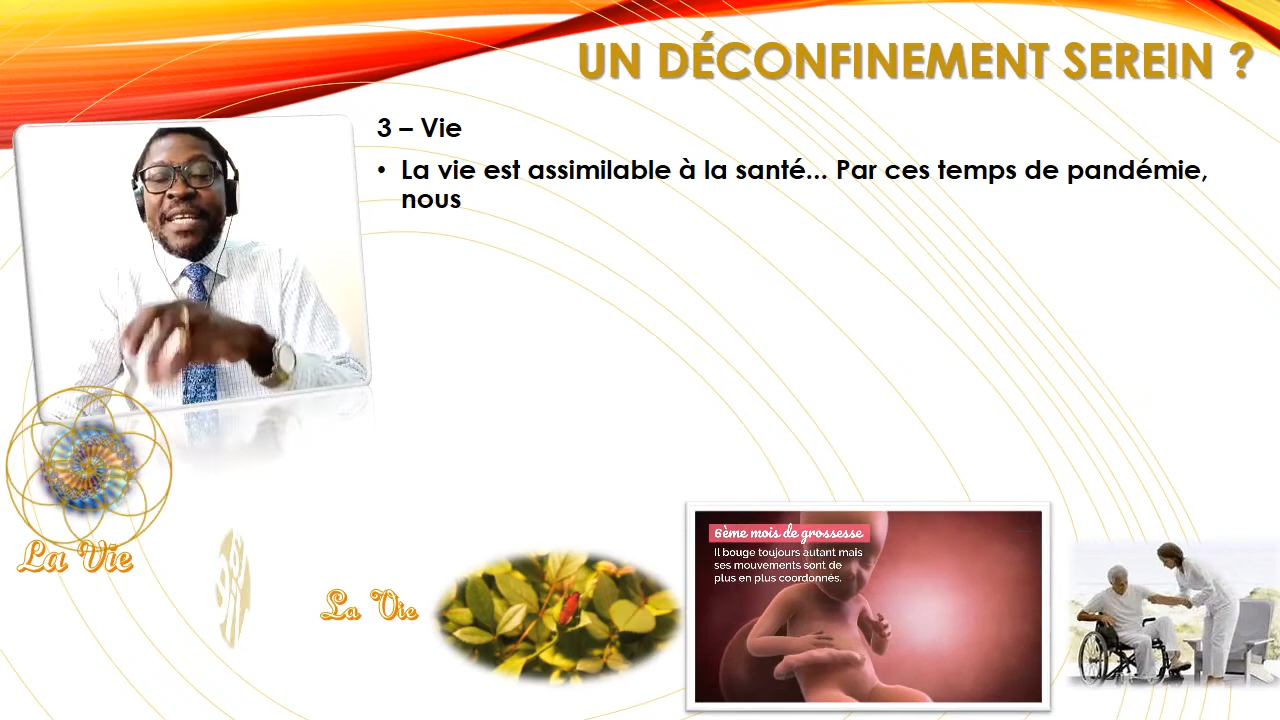 UN DÉCONFINEMENT SEREIN ?
3 – Vie
• La vie est assimilable à la santé... Par ces temps de pandémie,
nous
La Vie
La Vie
6ème mois de grossesse
Il bouge toujours autant mais
ses mouvements sont de
plus en plus coordonnés.